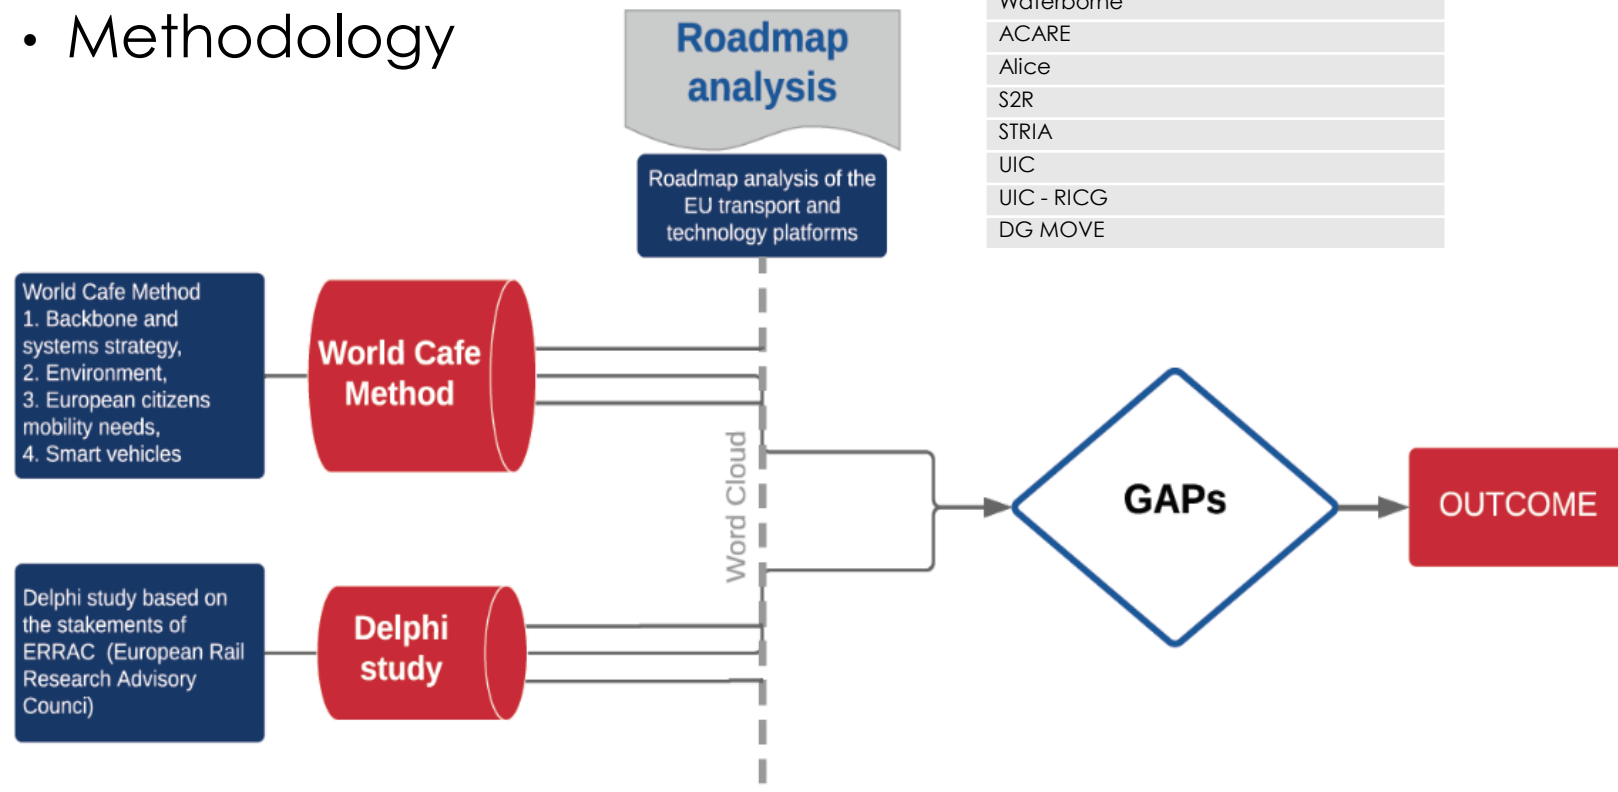 • Methodology
Roadmap
analysis
Roadmap analysis of the
EU transport and
technology platforms
Waterborne
ACARE
Alice
S2R
STRIA
UIC
UIC - RICG
DG MOVE
World Cafe Method
1. Backbone and
systems strategy,
2. Environment,
3. European citizens
mobility needs,
4. Smart vehicles
World Cafe
Method
Word Cloud
GAPs
OUTCOME
Delphi study based on
the stakements of
ERRAC (European Rail
Research Advisory
Counci)
Delphi
study